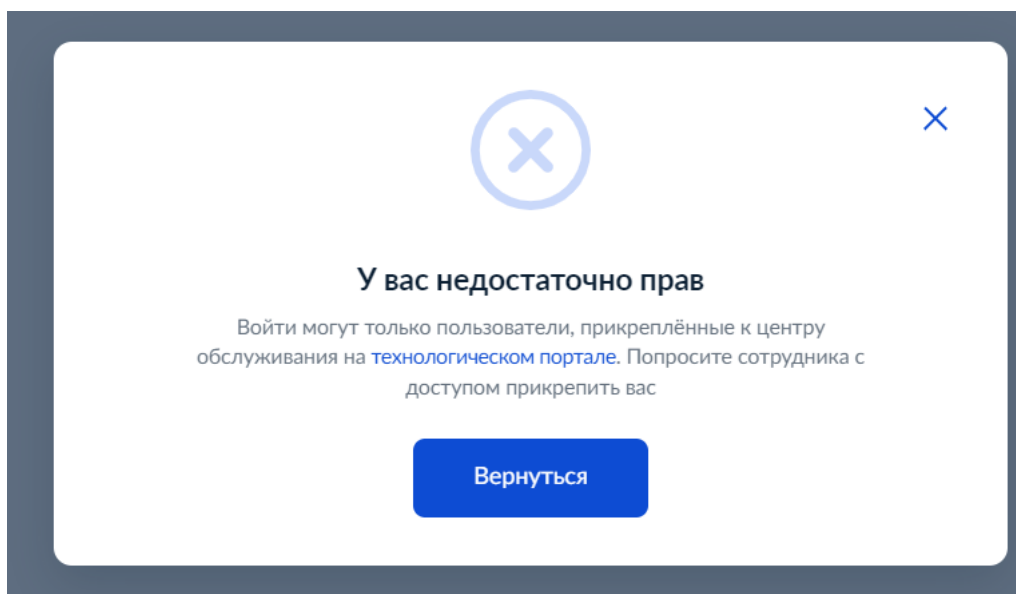 У вас недостаточно прав
Войти могут только пользователи, прикреплённые к центру
обслуживания на технологическом портале. Попросите сотрудника с
доступом прикрепить вас
Вернуться